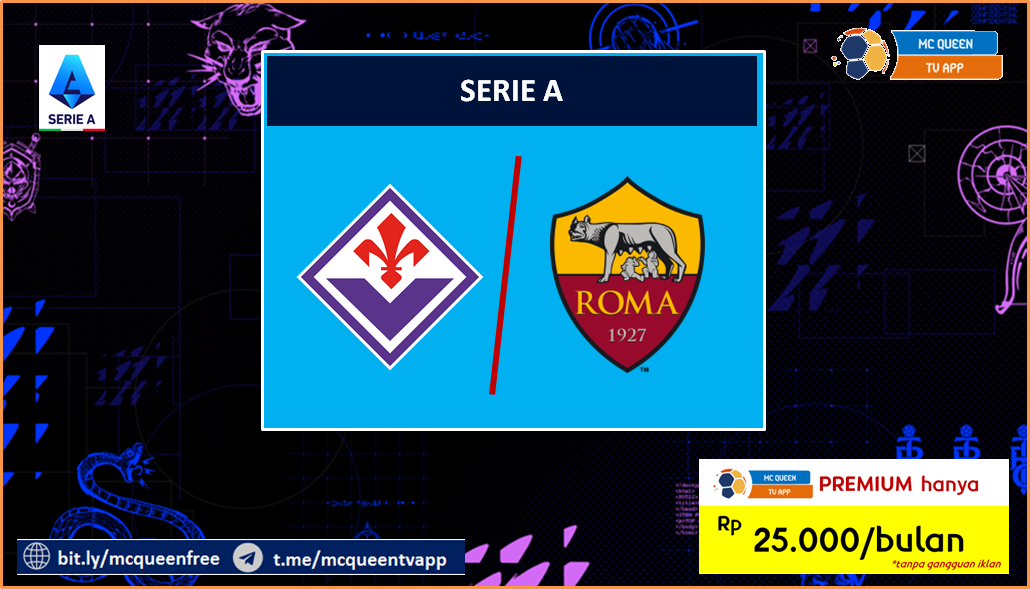 SERIE A
SERIE A
MC QUEEN
TV APP
ROMA
1927
TM
MC QUEEN
TV APP
PREMIUM hanya
Rp 25.000/bulan
*tanpa gangguan iklan
bit.ly/mcqueenfree
t.me/mcqueentvapp